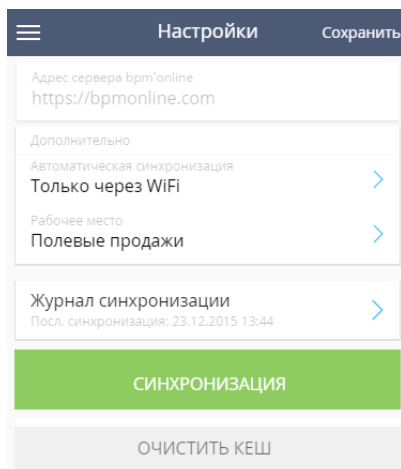 Настройки Сохранить
Адрес сервера bpm'online
https://bpmonline.com
Дополнительно
Автоматическая синхронизация
Только через WiFi
Рабочее место
Полевые продажи
Журнал синхронизации
Посл. синхронизация: 23.12.2015 13:44
СИНХРОНИЗАЦИЯ
ОЧИСТИТЬ КЕШ